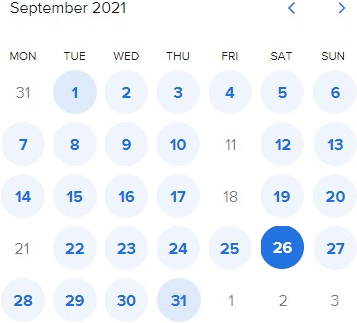 September 2021
MON TUE WED THU FRI SAT SUN
31 1 2 3 4 5 6
7 8 9 10 11 12 13
14 15 16 17 18 19 20
21 22 23 24 25 26 27
28 29 30 31 1 2 3